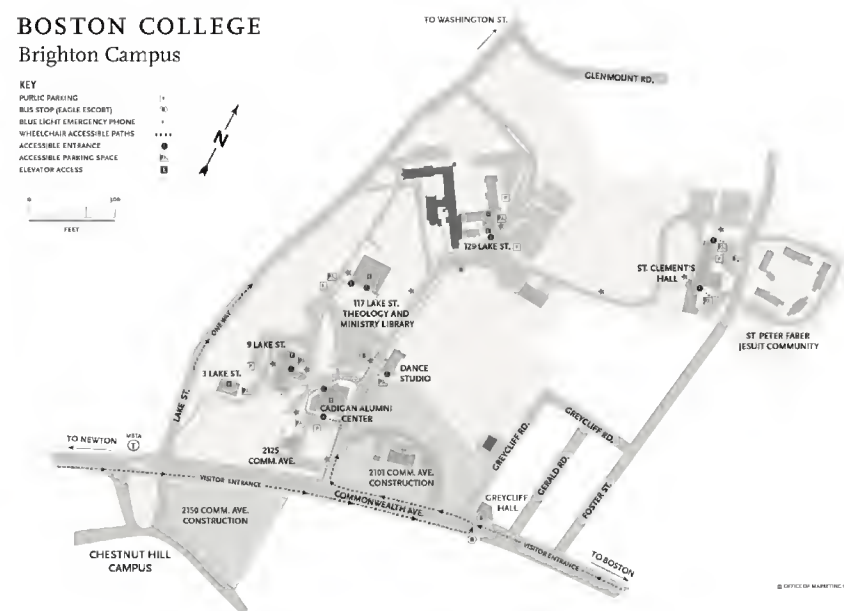 BOSTON COLLEGE
Brighton Campus
KEY
PUBLIC PARKING
BUS STOP (EAGLE ESCORT)
BLUE LIGHT EMERGENCY PHONE
WHEELCHAIR ACCESSIBLE PATHS
ACCESSIBLE ENTRANCE
ACCESSIBLE PARKING SPACE
ELEVATOR ACCESS
N
0
FEET
TO WASHINGTON ST.
GLENMOUNT RD.
129 LAKE ST.
ST. CLEMENT'S
HALL
ST. PETER FABER
JESUIT COMMUNITY
117 LAKE ST.
THEOLOGY AND
MINISTRY LIBRARY
ONE WAY
9 LAKE ST.
3 LAKE ST.
LAKE ST.
DANCE
STUDIO
CADIGAN ALUMNI
CENTER
TO NEWTON
MBTA
T
2125
COMM. AVE.
2101 COMM. AVE.
CONSTRUCTION
GREYCLIFF RD.
GREYCLIFF RD.
GERALD RD.
FOSTER ST.
VISITOR ENTRANCE
COMMONWEALTH AVE.
GREYCLIFF
HALL
2150 COMM. AVE.
CONSTRUCTION
VISITOR ENTRANCE
TO BOSTON
CHESTNUT HILL
CAMPUS
OFFICE OF MARKETING